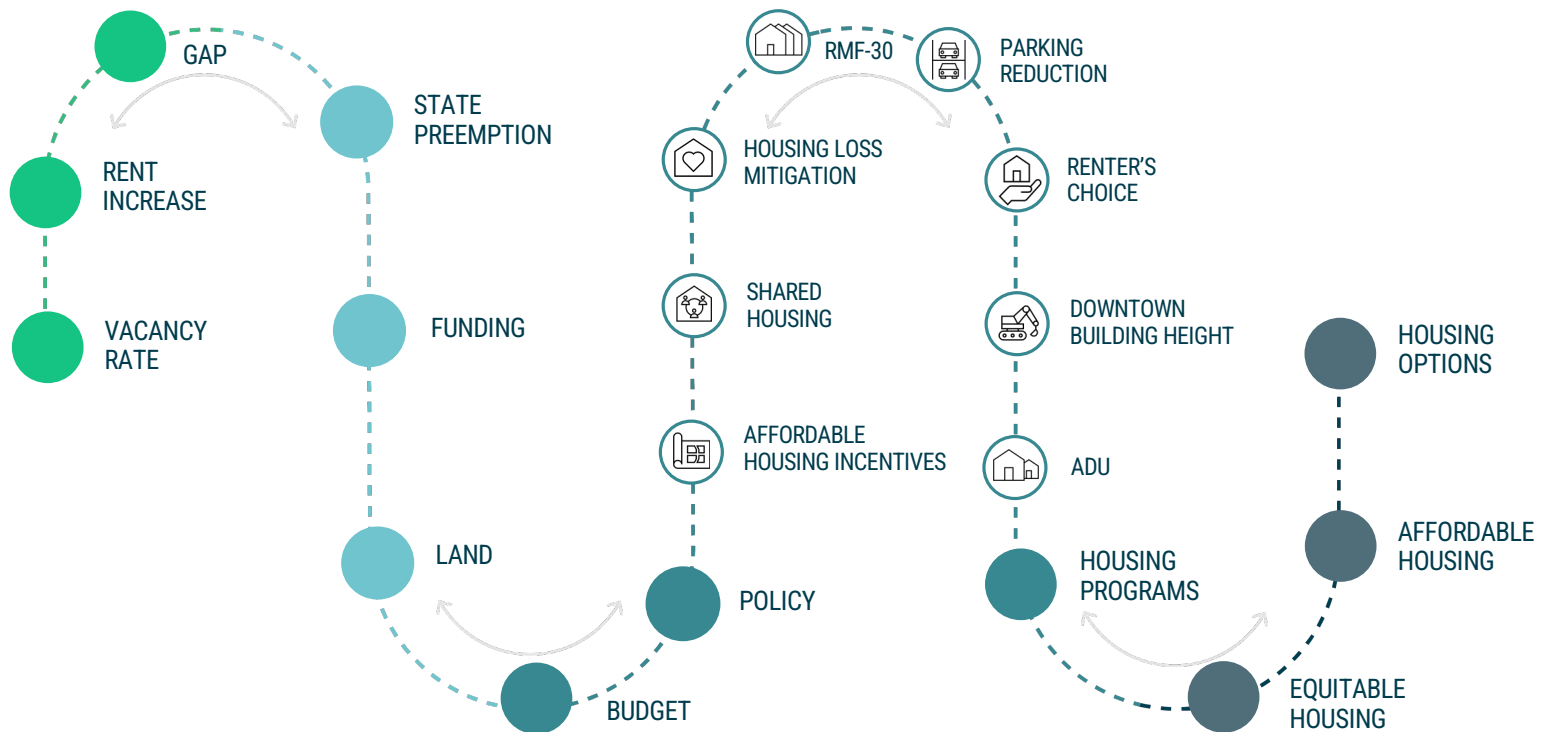 GAP
RENT
INCREASE
VACANCY
RATE
STATE
PREEMPTION
FUNDING
LAND
BUDGET
POLICY
AFFORDABLE
HOUSING INCENTIVES
SHARED
HOUSING
HOUSING LOSS
MITIGATION
RMF-30
PARKING
REDUCTION
RENTER'S
CHOICE
DOWNTOWN
BUILDING HEIGHT
ADU
HOUSING
PROGRAMS
EQUITABLE
HOUSING
AFFORDABLE
HOUSING
HOUSING
OPTIONS